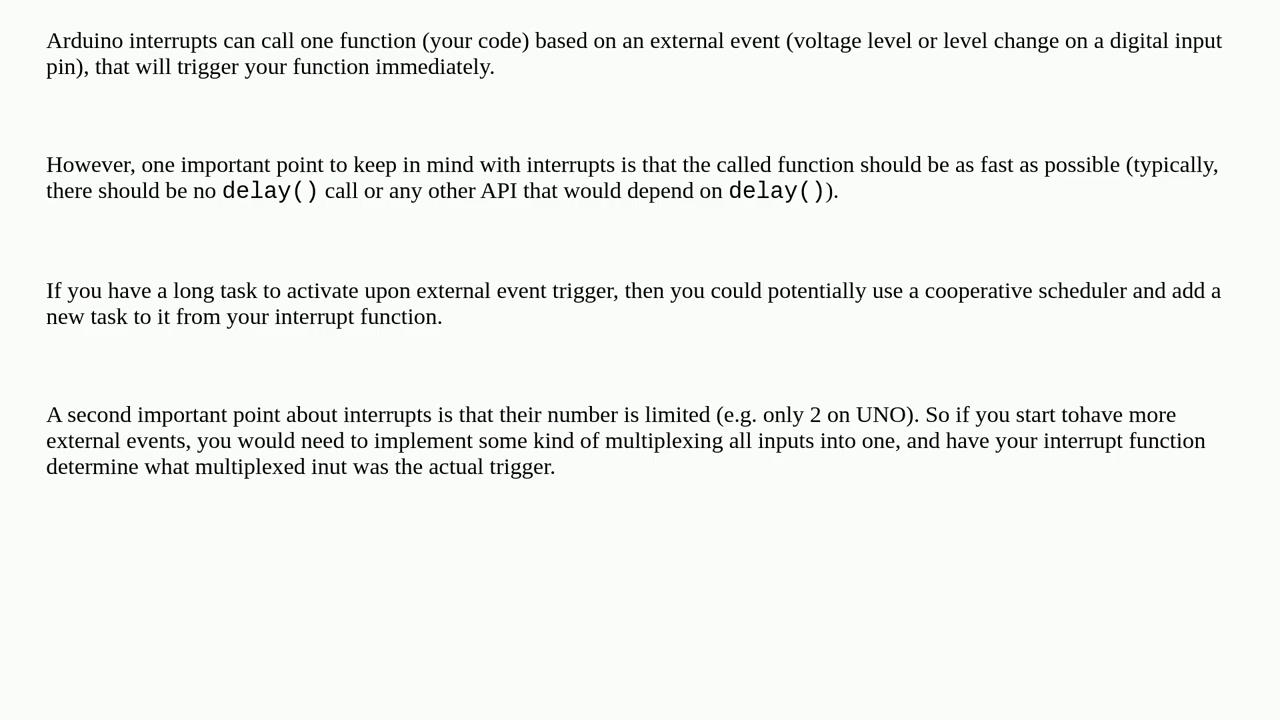 Arduino interrupts can call one function (your code) based on an external event (voltage level or level change on a digital input
pin), that will trigger your function immediately.
However, one important point to keep in mind with interrupts is that the called function should be as fast as possible (typically,
there should be no delay() call or any other API that would depend on delay()).
If you have a long task to activate upon external event trigger, then you could potentially use a cooperative scheduler and add a
new task to it from your interrupt function.
A second important point about interrupts is that their number is limited (e.g. only 2 on UNO). So if you start tohave more
external events, you would need to implement some kind of multiplexing all inputs into one, and have your interrupt function
determine what multiplexed inut was the actual trigger.